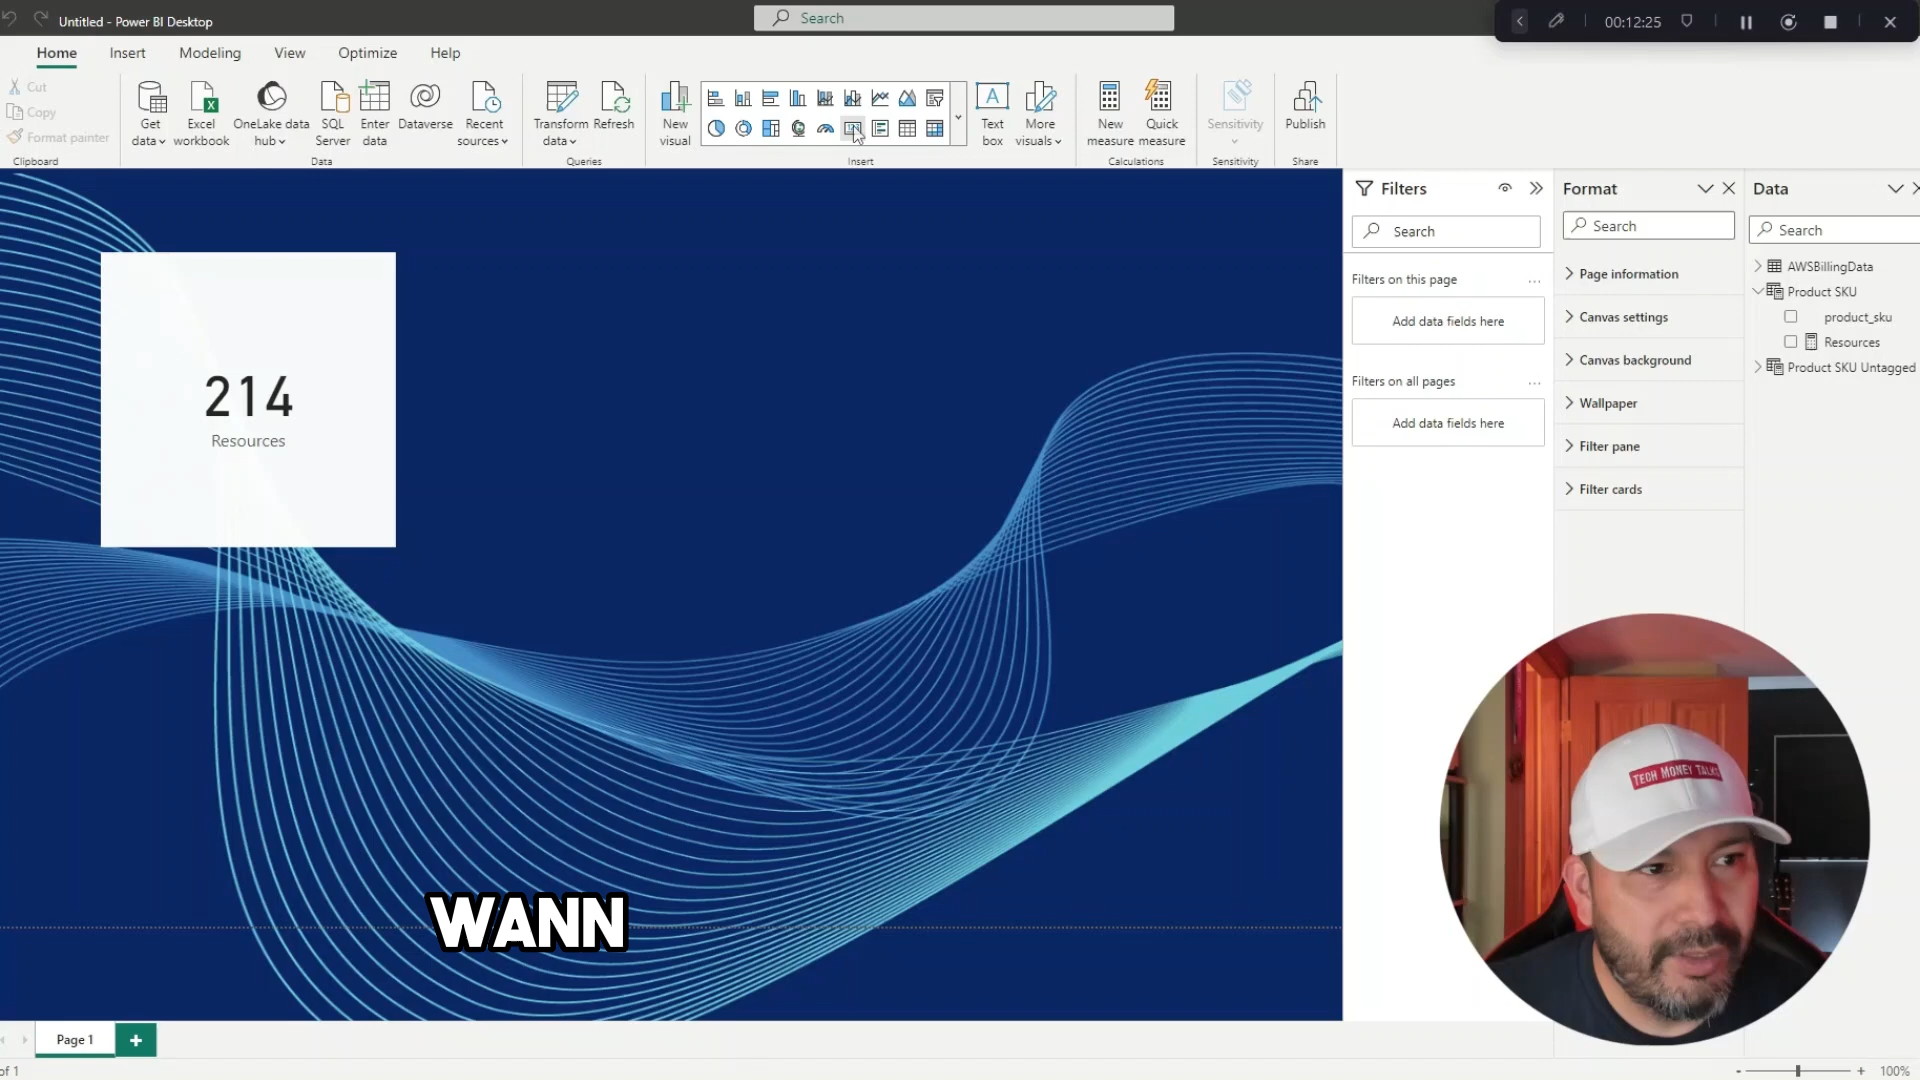 Untitled - Power BI Desktop
Search
00:12:25
Home Insert Modeling View Optimize Help
Cut
Copy
Format painter
Clipboard
Get data
Excel workbook
OneLake data hub
SQL Server
Enter data
Dataverse
Recent sources
Data
Transform data
Refresh
Queries
New visual
Text box
More visuals
Insert
New measure
Quick measure
Calculations
Sensitivity
Sensitivity
Publish
Share
214
Resources
Filters
Search
Filters on this page
Add data fields here
Filters on all pages
Add data fields here
Format
Search
Page information
Canvas settings
Canvas background
Wallpaper
Filter pane
Filter cards
Data
Search
AWSBillingData
Product SKU
product_sku
Resources
Product SKU Untagged
TECH MONEY TALKS
WANN
Page 1
of 1
100%